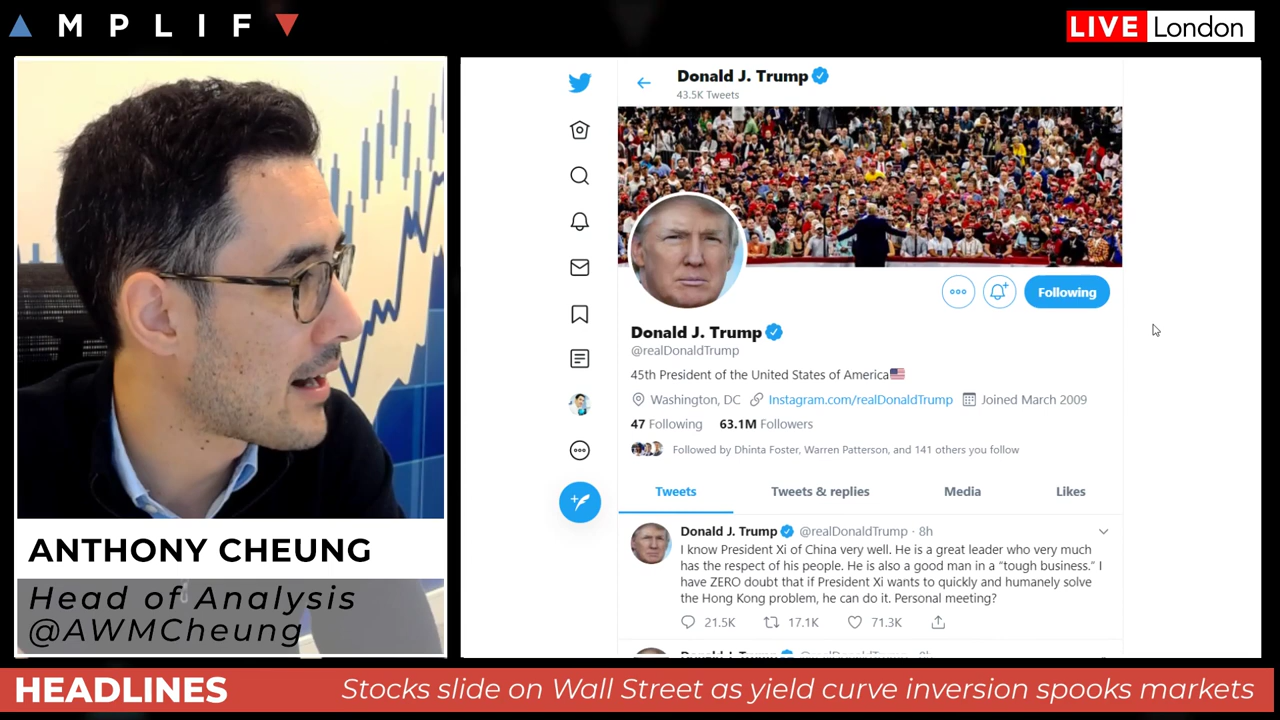 AMPLIFY
LIVE London
Donald J. Trump
43.5K Tweets
Following
Donald J. Trump
@realDonaldTrump
45th President of the United States of America🇺🇸
Washington, DC Instagram.com/realDonaldTrump Joined March 2009
47 Following 63.1M Followers
Followed by Dhinta Foster, Warren Patterson, and 141 others you follow
Tweets Tweets & replies Media Likes
Donald J. Trump @realDonaldTrump · 8h
I know President Xi of China very well. He is a great leader who very much
has the respect of his people. He is also a good man in a “tough business.” I
have ZERO doubt that if President Xi wants to quickly and humanely solve
the Hong Kong problem, he can do it. Personal meeting?
21.5K 17.1K 71.3K
Donald J. Trump @realDonaldTrump · 8h
ANTHONY CHEUNG
Head of Analysis
@AWMCheung
HEADLINES Stocks slide on Wall Street as yield curve inversion spooks markets